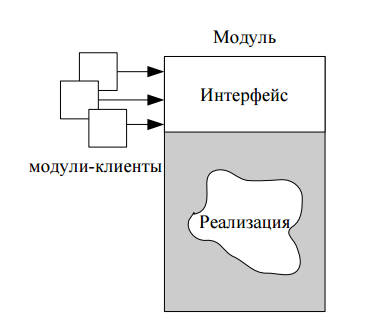 Модуль
Интерфейс
модули-клиенты
Реализация